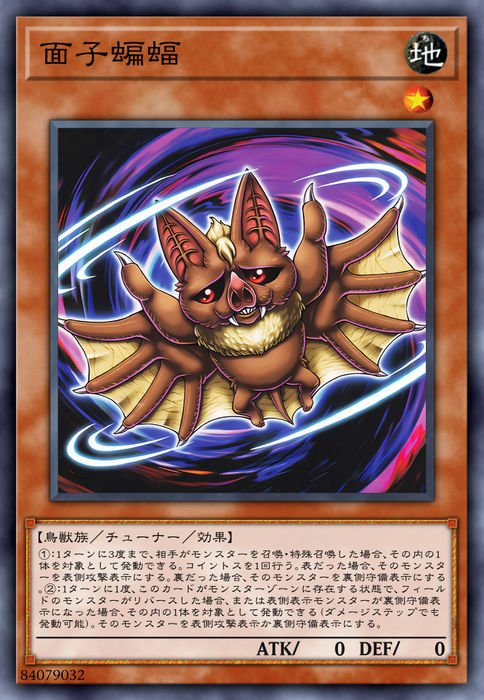 面子蝙蝠
ち
地
【鳥獣族／チューナー／効果】
①:1ターンに3度まで、相手がモンスターを召喚・特殊召喚した場合、その内の1
体を対象として発動できる。コイントスを1回行う。表だった場合、そのモンスタ
ーを表側攻撃表示にする。裏だった場合、そのモンスターを裏側守備表示にする
。②:1ターンに1度、このカードがモンスターゾーンに存在する状態で、フィール
ドのモンスターがリバースした場合、または表側表示モンスターが裏側守備表
示になった場合、その内の1体を対象として発動できる(ダメージステップでも
発動可能)。そのモンスターを表側攻撃表示か裏側守備表示にする。
ATK/ 0 DEF/ 0
84079032